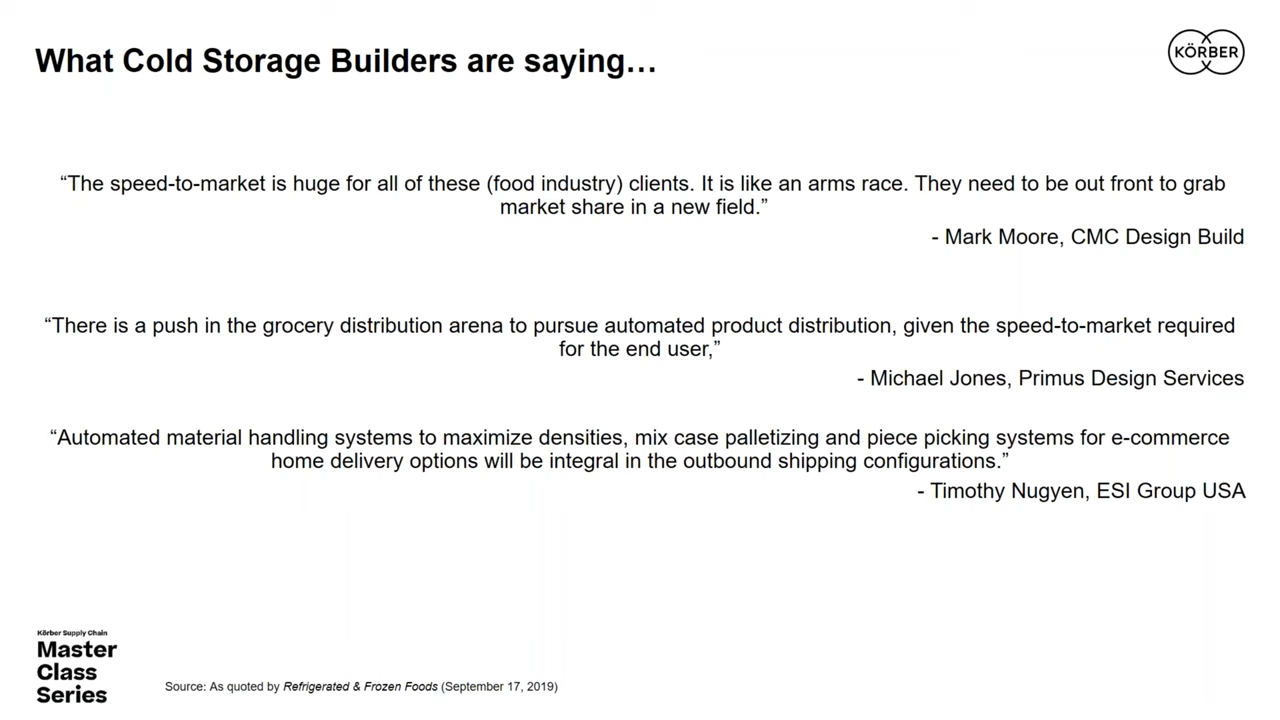 What Cold Storage Builders are saying…
KÖRBER
“The speed-to-market is huge for all of these (food industry) clients. It is like an arms race. They need to be out front to grab
market share in a new field.”
- Mark Moore, CMC Design Build
“There is a push in the grocery distribution arena to pursue automated product distribution, given the speed-to-market required
for the end user,”
- Michael Jones, Primus Design Services
“Automated material handling systems to maximize densities, mix case palletizing and piece picking systems for e-commerce
home delivery options will be integral in the outbound shipping configurations.”
- Timothy Nugyen, ESI Group USA
Körber Supply Chain
Master
Class
Series
Source: As quoted by Refrigerated & Frozen Foods (September 17, 2019)